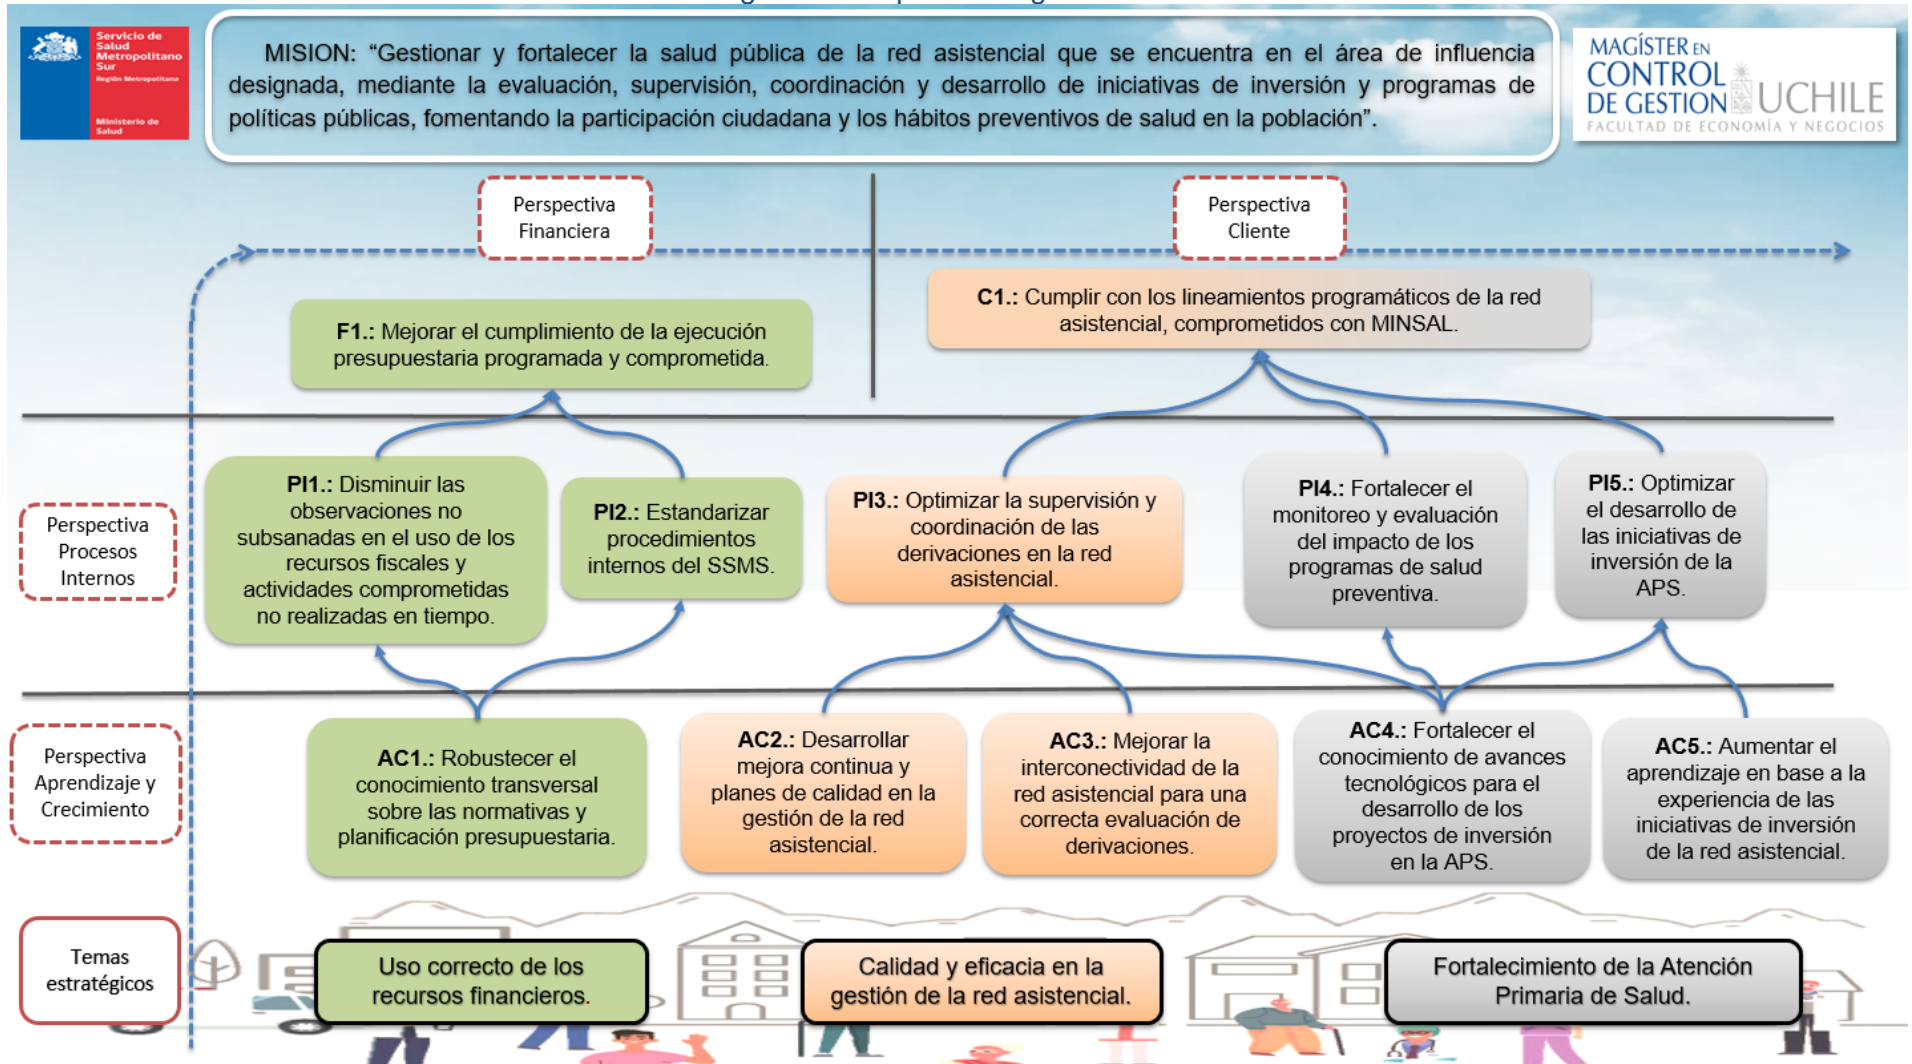 Servicio de
Salud
Metropolitano
Sur
Región Metropolitana
Ministerio de
Salud
MISION: “Gestionar y fortalecer la salud pública de la red asistencial que se encuentra en el área de influencia
designada, mediante la evaluación, supervisión, coordinación y desarrollo de iniciativas de inversión y programas de
políticas públicas, fomentando la participación ciudadana y los hábitos preventivos de salud en la población”.
MAGÍSTER EN
CONTROL
DE GESTION
UCHILE
FACULTAD DE ECONOMÍA Y NEGOCIOS
Perspectiva
Financiera
Perspectiva
Cliente
F1.: Mejorar el cumplimiento de la ejecución
presupuestaria programada y comprometida.
C1.: Cumplir con los lineamientos programáticos de la red
asistencial, comprometidos con MINSAL.
Perspectiva
Procesos
Internos
PI1.: Disminuir las
observaciones no
subsanadas en el uso de los
recursos fiscales y
actividades comprometidas
no realizadas en tiempo.
PI2.: Estandarizar
procedimientos
internos del SSMS.
PI3.: Optimizar la supervisión y
coordinación de las
derivaciones en la red
asistencial.
PI4.: Fortalecer el
monitoreo y evaluación
del impacto de los
programas de salud
preventiva.
PI5.: Optimizar
el desarrollo de
las iniciativas de
inversión de la
APS.
Perspectiva
Aprendizaje y
Crecimiento
AC1.: Robustecer el
conocimiento transversal
sobre las normativas y
planificación presupuestaria.
AC2.: Desarrollar
mejora continua y
planes de calidad en la
gestión de la red
asistencial.
AC3.: Mejorar la
interconectividad de la
red asistencial para una
correcta evaluación de
derivaciones.
AC4.: Fortalecer el
conocimiento de avances
tecnológicos para el
desarrollo de los
proyectos de inversión
en la APS.
AC5.: Aumentar el
aprendizaje en base a la
experiencia de las
iniciativas de inversión
de la red asistencial.
Temas
estratégicos
Uso correcto de los
recursos financieros.
Calidad y eficacia en la
gestión de la red asistencial.
Fortalecimiento de la Atención
Primaria de Salud.